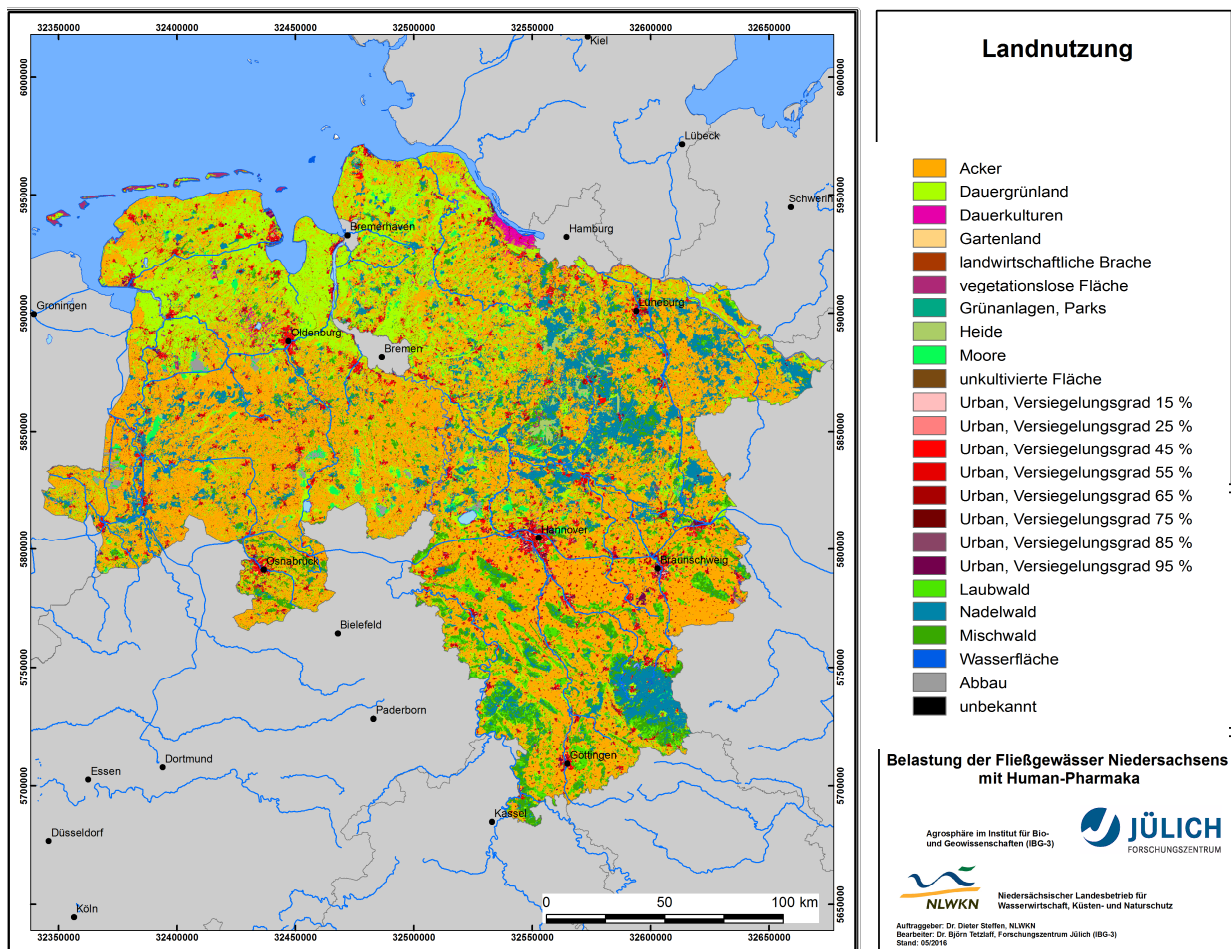 32350000 32400000 32450000 32500000 32550000 32600000 32650000
6000000
5950000
5900000
5850000
5800000
5750000
5700000
5650000
6000000
5950000
5900000
5850000
5800000
5750000
5700000
5650000
Kiel
Lübeck
Schwerin
Hamburg
Bremerhaven
Groningen
Lüneburg
Oldenburg
Bremen
Hannover
Braunschweig
Osnabrück
Bielefeld
Paderborn
Göttingen
Dortmund
Essen
Kassel
Düsseldorf
Köln
0 50 100 km
32350000 32400000 32450000 32500000 32550000 32600000 32650000
Landnutzung
Acker
Dauergrünland
Dauerkulturen
Gartenland
landwirtschaftliche Brache
vegetationslose Fläche
Grünanlagen, Parks
Heide
Moore
unkultivierte Fläche
Urban, Versiegelungsgrad 15 %
Urban, Versiegelungsgrad 25 %
Urban, Versiegelungsgrad 45 %
Urban, Versiegelungsgrad 55 %
Urban, Versiegelungsgrad 65 %
Urban, Versiegelungsgrad 75 %
Urban, Versiegelungsgrad 85 %
Urban, Versiegelungsgrad 95 %
Laubwald
Nadelwald
Mischwald
Wasserfläche
Abbau
unbekannt
Belastung der Fließgewässer Niedersachsens
mit Human-Pharmaka
Agrosphäre im Institut für Bio-
und Geowissenschaften (IBG-3)
JÜLICH
FORSCHUNGSZENTRUM
NLWKN
Niedersächsischer Landesbetrieb für
Wasserwirtschaft, Küsten- und Naturschutz
Auftraggeber: Dr. Dieter Steffen, NLWKN
Bearbeiter: Dr. Björn Tetzlaff, Forschungszentrum Jülich (IBG-3)
Stand: 05/2016